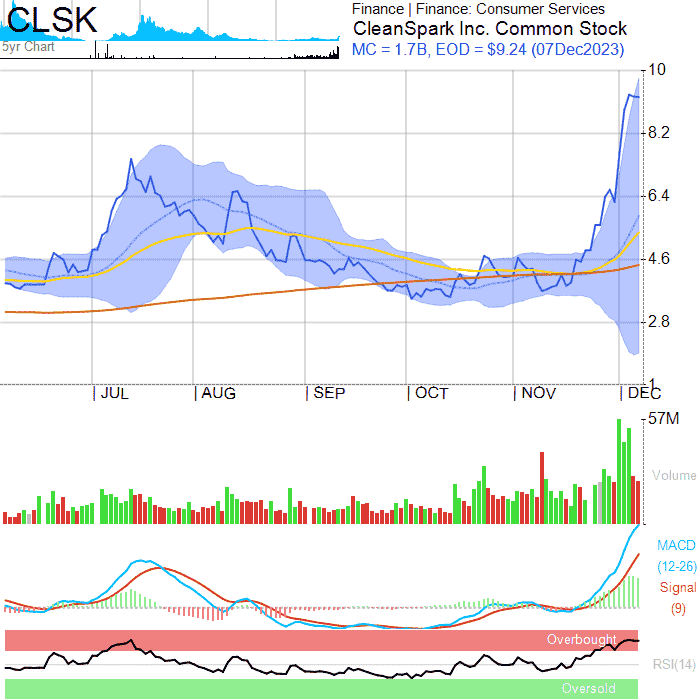 CLSK
5yr Chart
Finance | Finance: Consumer Services
CleanSpark Inc. Common Stock
MC = 1.7B, EOD = $9.24 (07Dec2023)
10
8.2
6.4
4.6
2.8
1
JUL
AUG
SEP
OCT
NOV
DEC
57M
Volume
MACD
(12-26)
Signal
(9)
Overbought
RSI(14)
Oversold